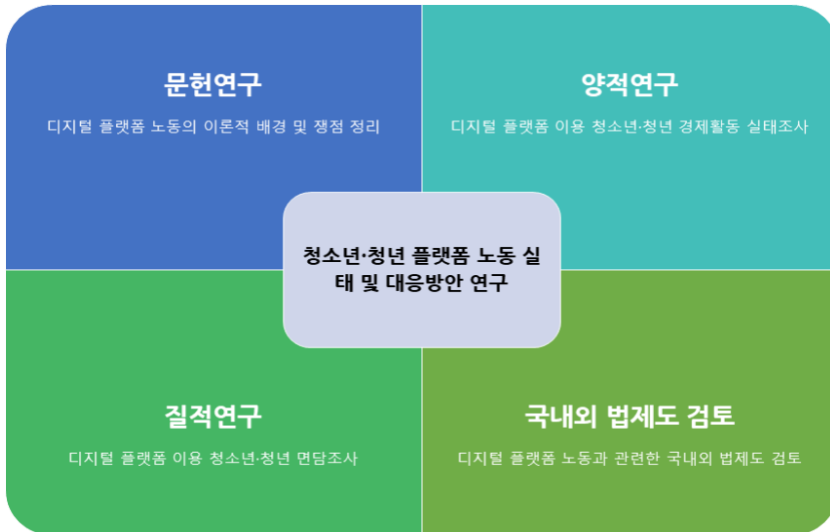 문헌연구
디지털 플랫폼 노동의 이론적 배경 및 쟁점 정리
양적연구
디지털 플랫폼 이용 청소년·청년 경제활동 실태조사
청소년·청년 플랫폼 노동 실
태 및 대응방안 연구
질적연구
디지털 플랫폼 이용 청소년·청년 면담조사
국내외 법제도 검토
디지털 플랫폼 노동과 관련한 국내외 법제도 검토